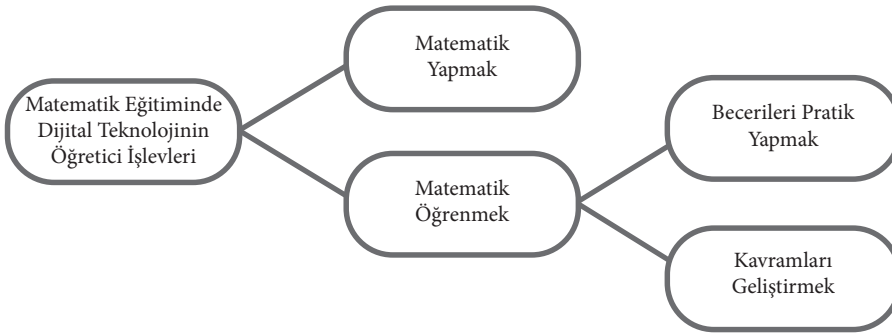 Matematik Eğitiminde
Dijital Teknolojinin
Öğretici İşlevleri
Matematik
Yapmak
Matematik
Öğrenmek
Becerileri Pratik
Yapmak
Kavramları
Geliştirmek